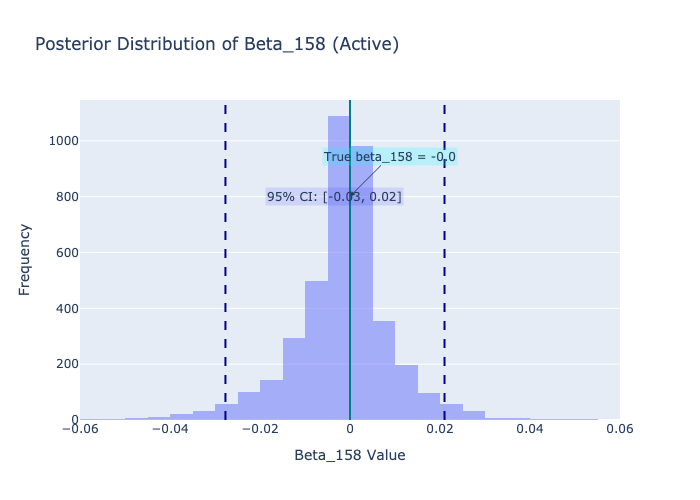 Posterior Distribution of Beta_158 (Active)
1000
True beta_158 = -0.0
800
95% CI: [-0.03, 0.02]
600
400
200
0
Frequency
−0.06
−0.04
−0.02
0
0.02
0.04
0.06
Beta_158 Value